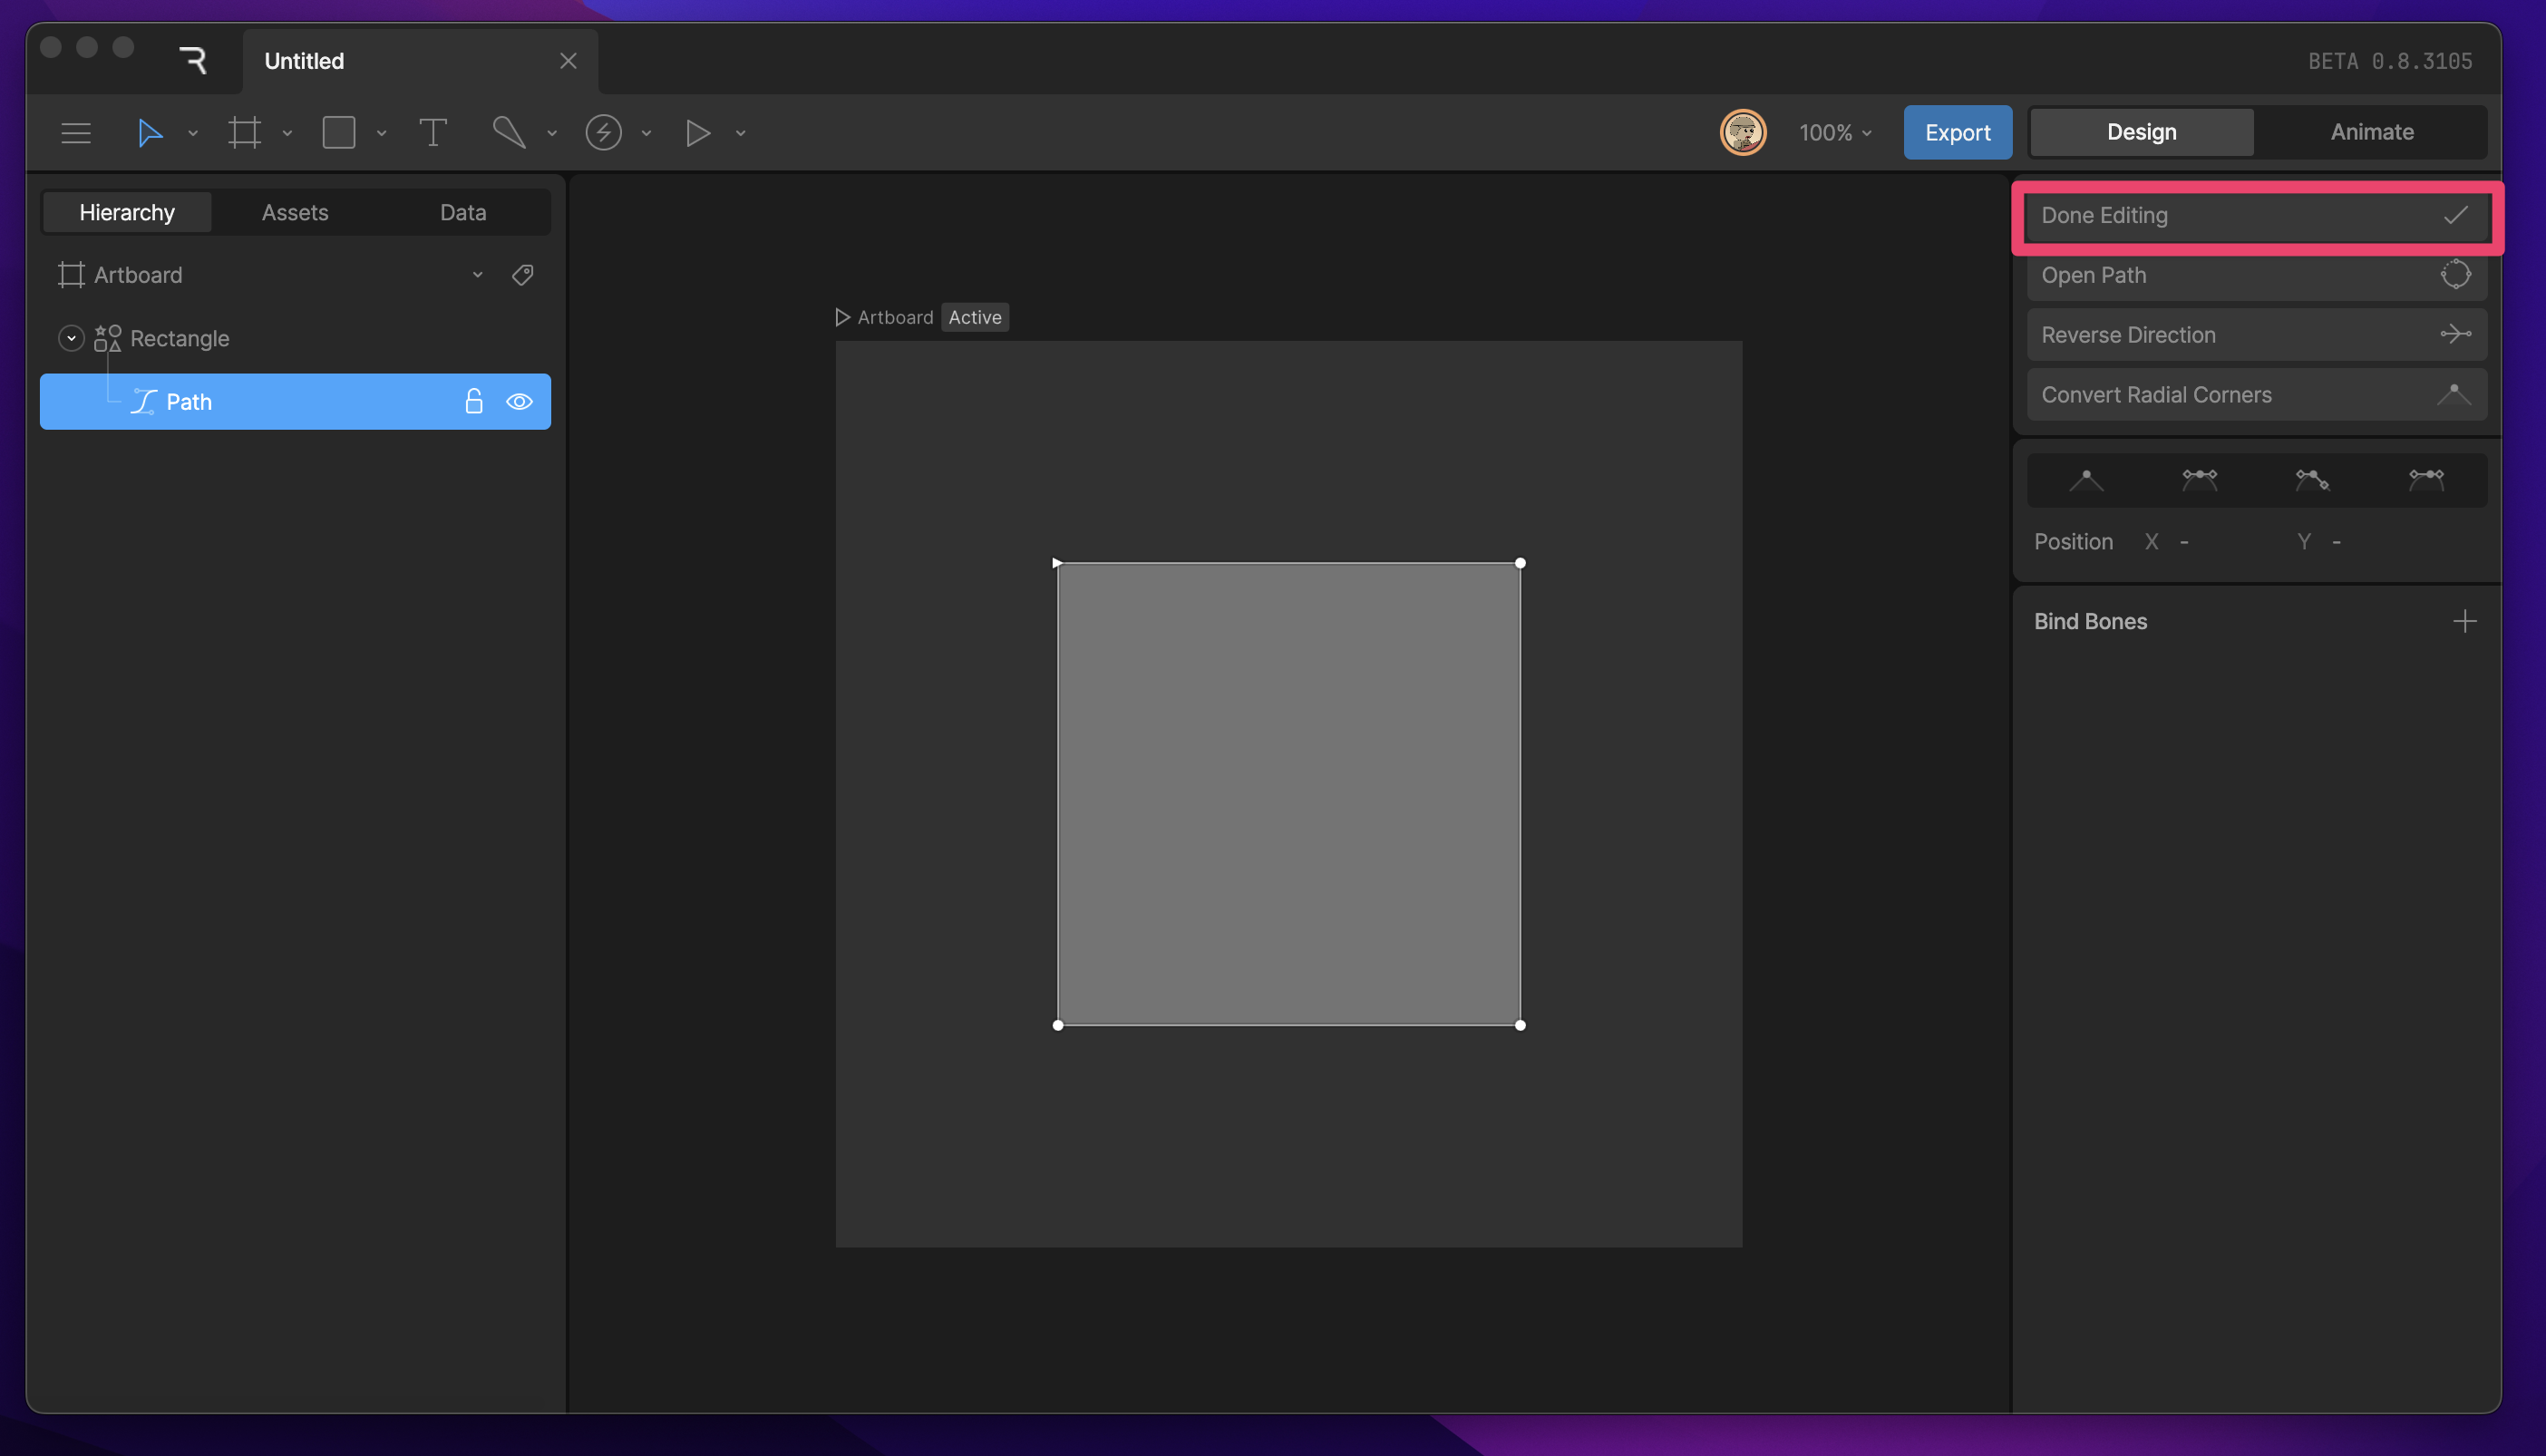 Untitled
BETA 0.8.3105
100%
Export
Design
Animate
Hierarchy
Assets
Data
Artboard
Rectangle
Path
Artboard Active
Done Editing
Open Path
Reverse Direction
Convert Radial Corners
Position X - Y -
Bind Bones